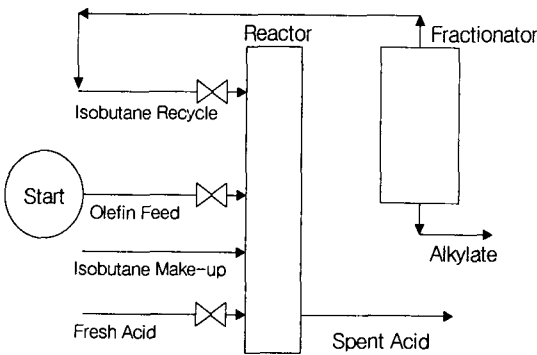 Reactor
Fractionator
Isobutane Recycle
Start
Olefin Feed
Isobutane Make-up
Alkylate
Fresh Acid
Spent Acid